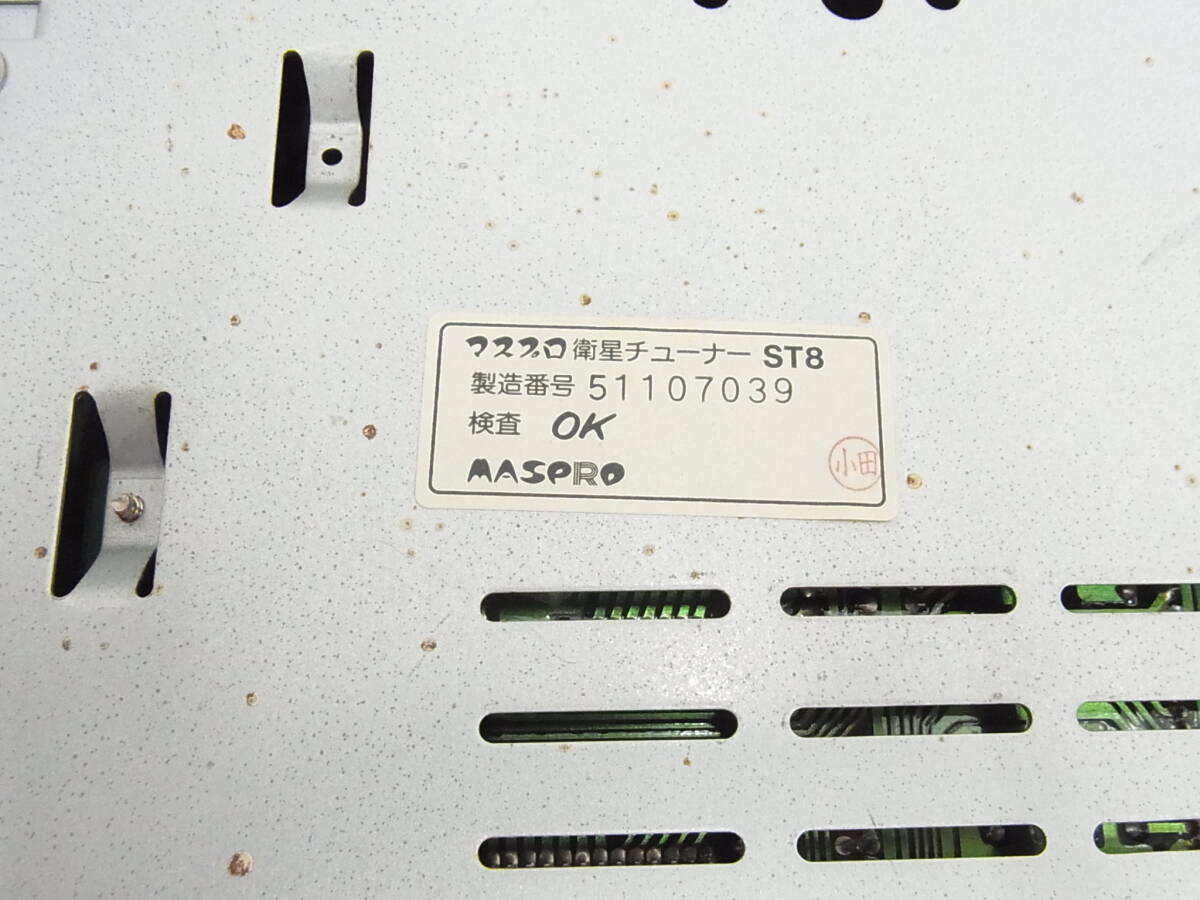 マスプロ衛星チューナー ST8
製造番号 51107039
検査 OK
小田
MASPRO